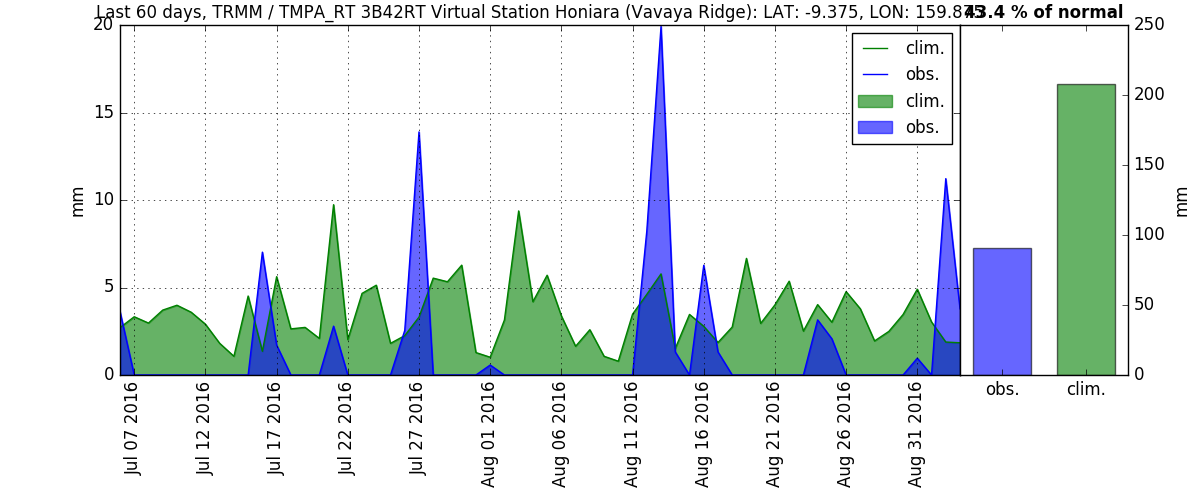 Last 60 days, TRMM / TMPA_RT 3B42RT Virtual Station Honiara (Vavaya Ridge): LAT: -9.375, LON: 159.875
43.4 % of normal
20
15
10
5
0
mm
clim.
obs.
clim.
obs.
250
200
150
100
50
0
mm
obs.
clim.
Jul 07 2016
Jul 12 2016
Jul 17 2016
Jul 22 2016
Jul 27 2016
Aug 01 2016
Aug 06 2016
Aug 11 2016
Aug 16 2016
Aug 21 2016
Aug 26 2016
Aug 31 2016